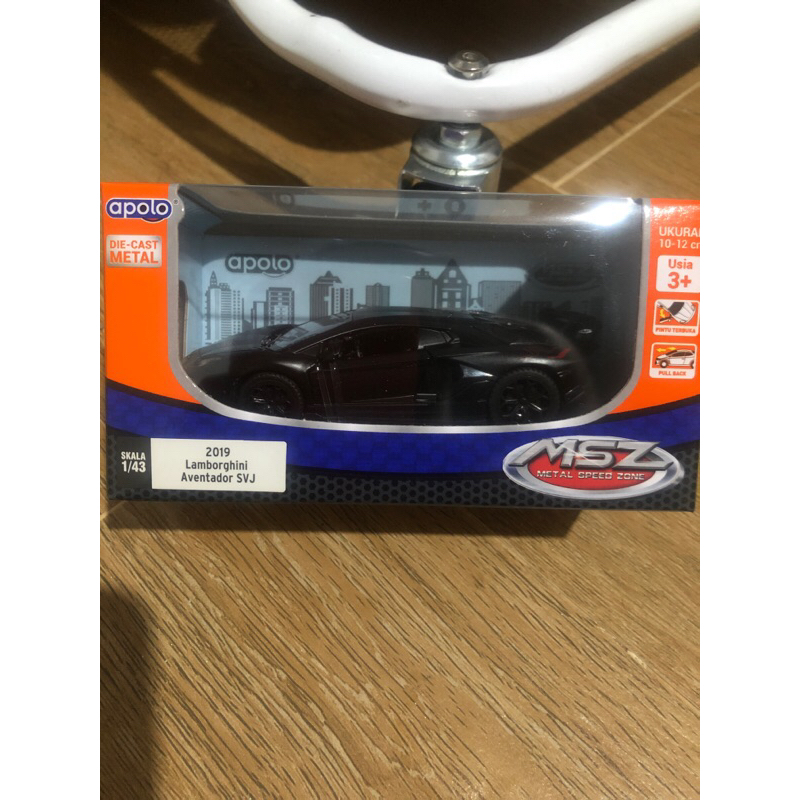 apolo
DIE-CAST
METAL
apolo
UKURAN
10-12 cm
Usia
3+
PINTU TERBUKA
PULL BACK
SKALA
1/43
2019
Lamborghini
Aventador SVJ
MSZ
METAL SPEED ZONE